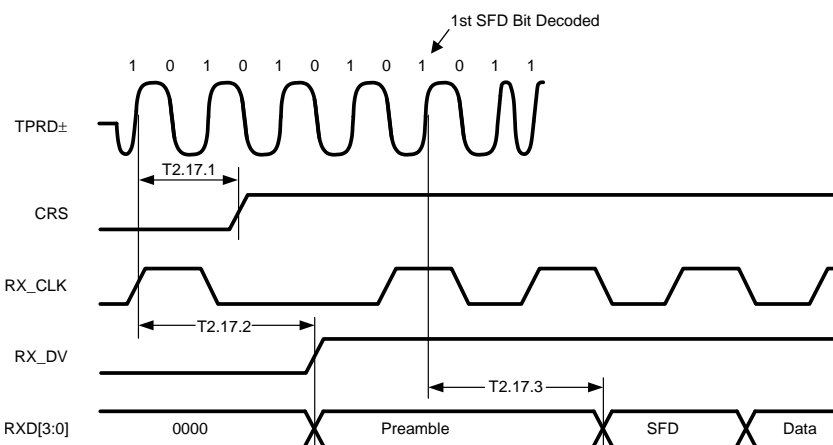 1st SFD Bit Decoded
1 0 1 0 1 0 1 0 1 0 1 1
TPRD±
T2.17.1
CRS
RX_CLK
T2.17.2
RX_DV
T2.17.3
RXD[3:0] 0000 Preamble SFD Data